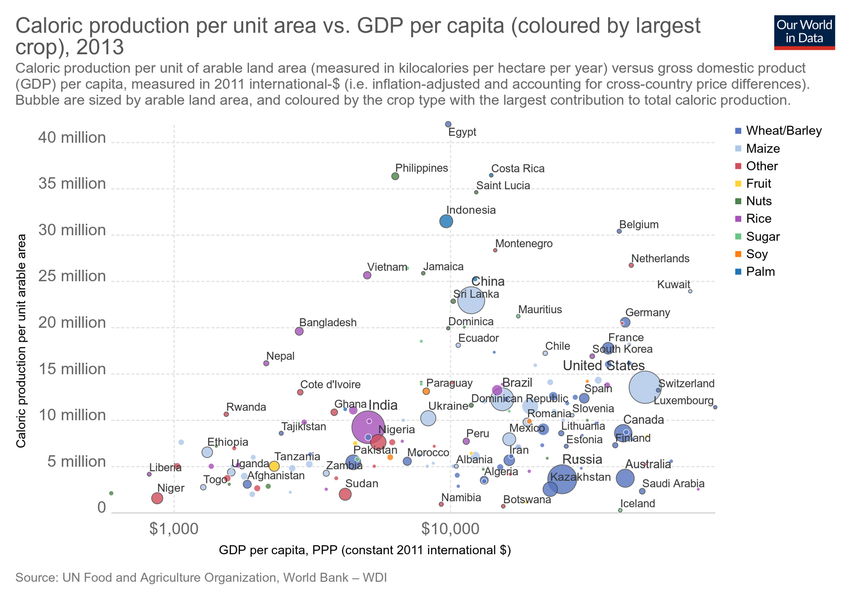 Caloric production per unit area vs. GDP per capita (coloured by largest
crop), 2013
Our World
in Data
Caloric production per unit of arable land area (measured in kilocalories per hectare per year) versus gross domestic product
(GDP) per capita, measured in 2011 international-$ (i.e. inflation-adjusted and accounting for cross-country price differences).
Bubble are sized by arable land area, and coloured by the crop type with the largest contribution to total caloric production.
Wheat/Barley
Maize
Other
Fruit
Nuts
Rice
Sugar
Soy
Palm
Caloric production per unit arable area
40 million
35 million
30 million
25 million
20 million
15 million
10 million
5 million
0
Egypt
Philippines
Costa Rica
Saint Lucia
Indonesia
Belgium
Montenegro
Netherlands
Vietnam
Jamaica
China
Kuwait
Sri Lanka
Mauritius
Germany
Bangladesh
Dominica
Ecuador
France
Chile
South Korea
Nepal
United States
Cote d'Ivoire
Paraguay
Brazil
Spain
Switzerland
Dominican Republic
Luxembourg
Rwanda
Ghana
India
Ukraine
Romania
Slovenia
Tajikistan
Nigeria
Peru
Mexico
Lithuania
Canada
Ethiopia
Estonia
Finland
Pakistan
Morocco
Iran
Liberia
Uganda
Tanzania
Zambia
Albania
Algeria
Russia
Australia
Togo
Afghanistan
Kazakhstan
Saudi Arabia
Niger
Sudan
Namibia
Botswana
Iceland
$1,000
$10,000
GDP per capita, PPP (constant 2011 international $)
Source: UN Food and Agriculture Organization, World Bank – WDI